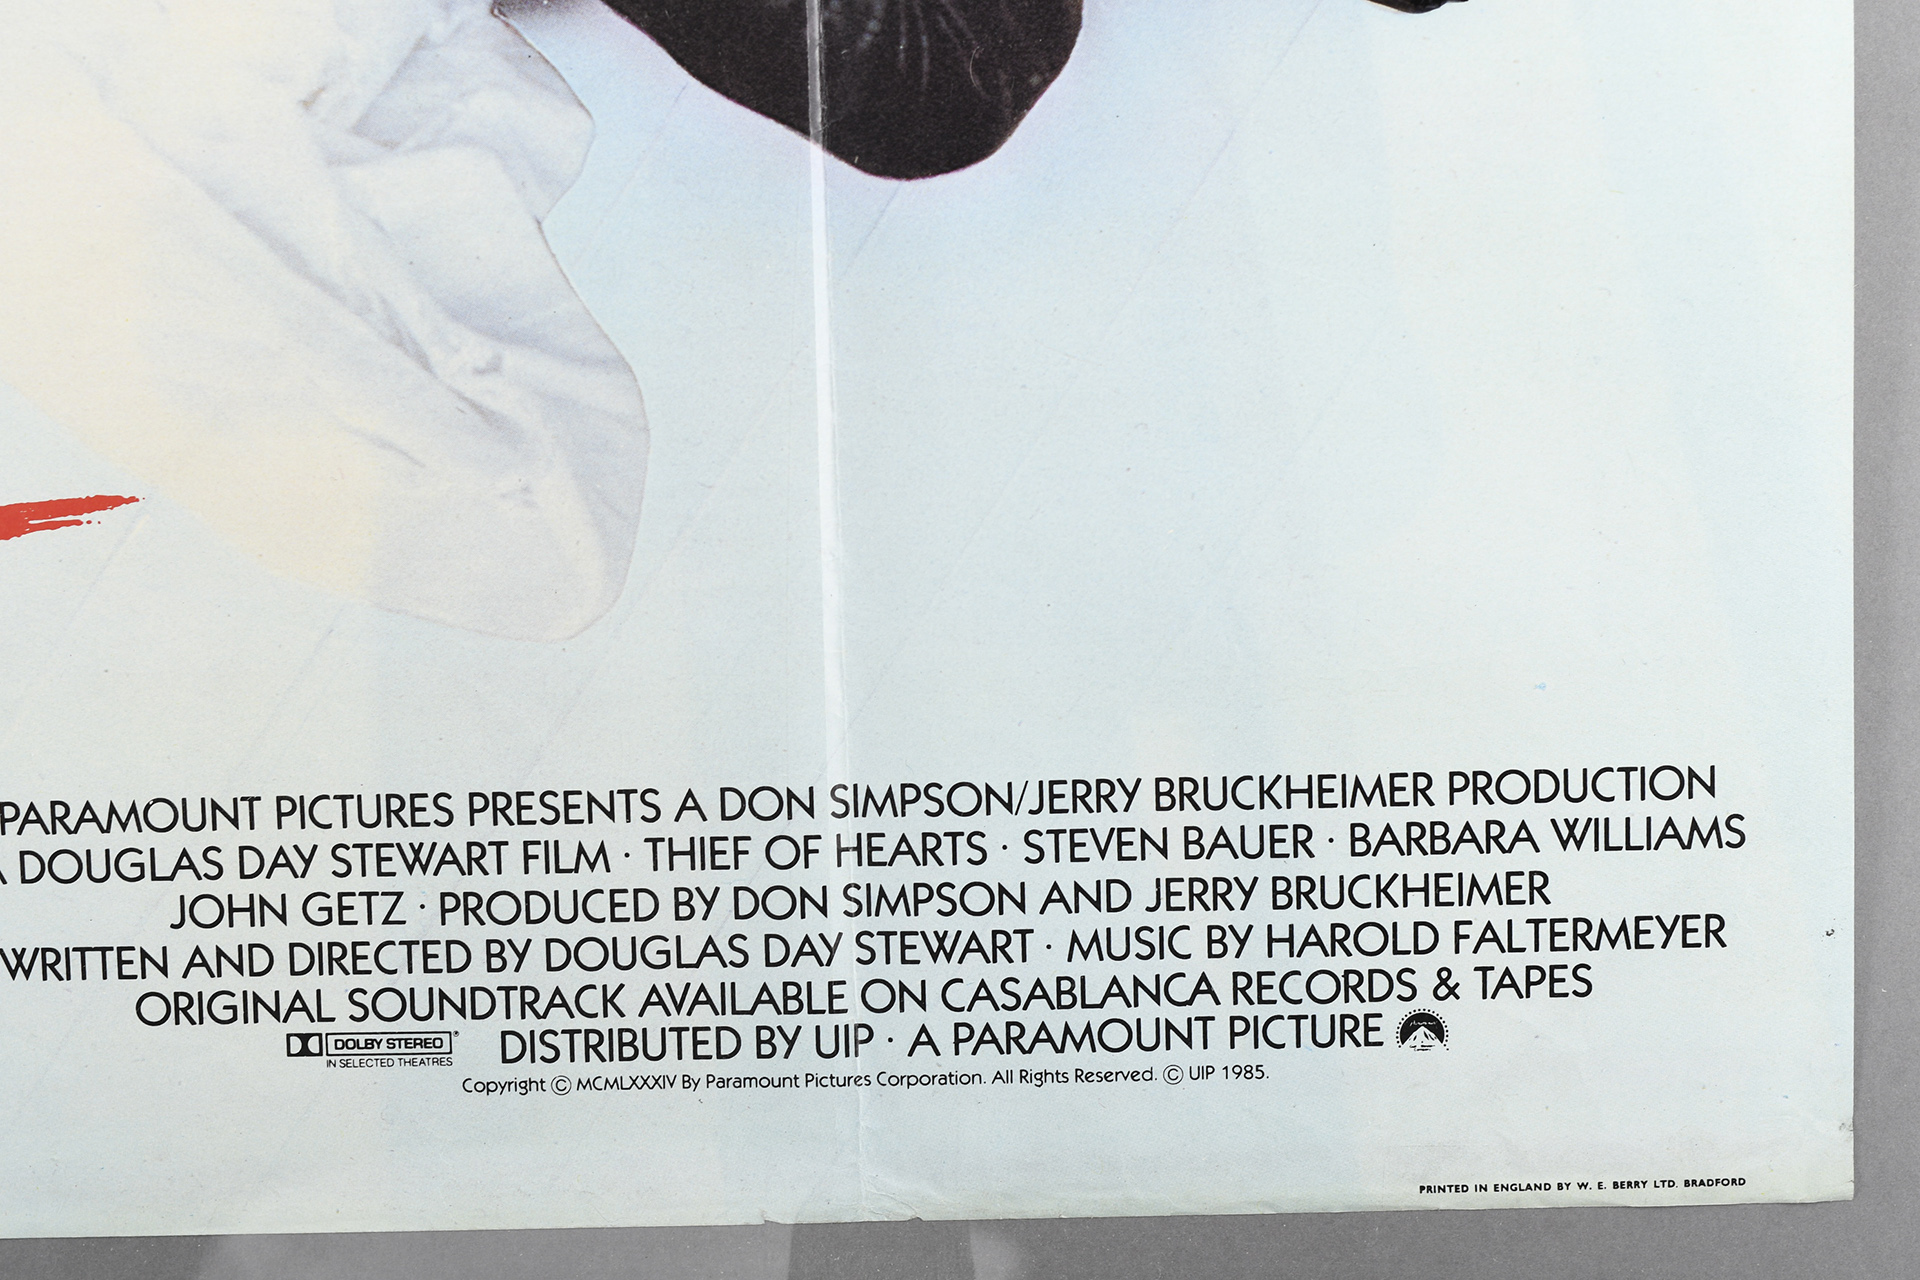 PARAMOUNT PICTURES PRESENTS A DON SIMPSON/JERRY BRUCKHEIMER PRODUCTION
A DOUGLAS DAY STEWART FILM · THIEF OF HEARTS · STEVEN BAUER · BARBARA WILLIAMS
JOHN GETZ · PRODUCED BY DON SIMPSON AND JERRY BRUCKHEIMER
WRITTEN AND DIRECTED BY DOUGLAS DAY STEWART · MUSIC BY HAROLD FALTERMEYER
ORIGINAL SOUNDTRACK AVAILABLE ON CASABLANCA RECORDS & TAPES
DOLBY STEREO ®
IN SELECTED THEATRES
DISTRIBUTED BY UIP · A PARAMOUNT PICTURE
Copyright © MCMLXXXIV By Paramount Pictures Corporation. All Rights Reserved. © UIP 1985.
PRINTED IN ENGLAND BY W. E. BERRY LTD. BRADFORD